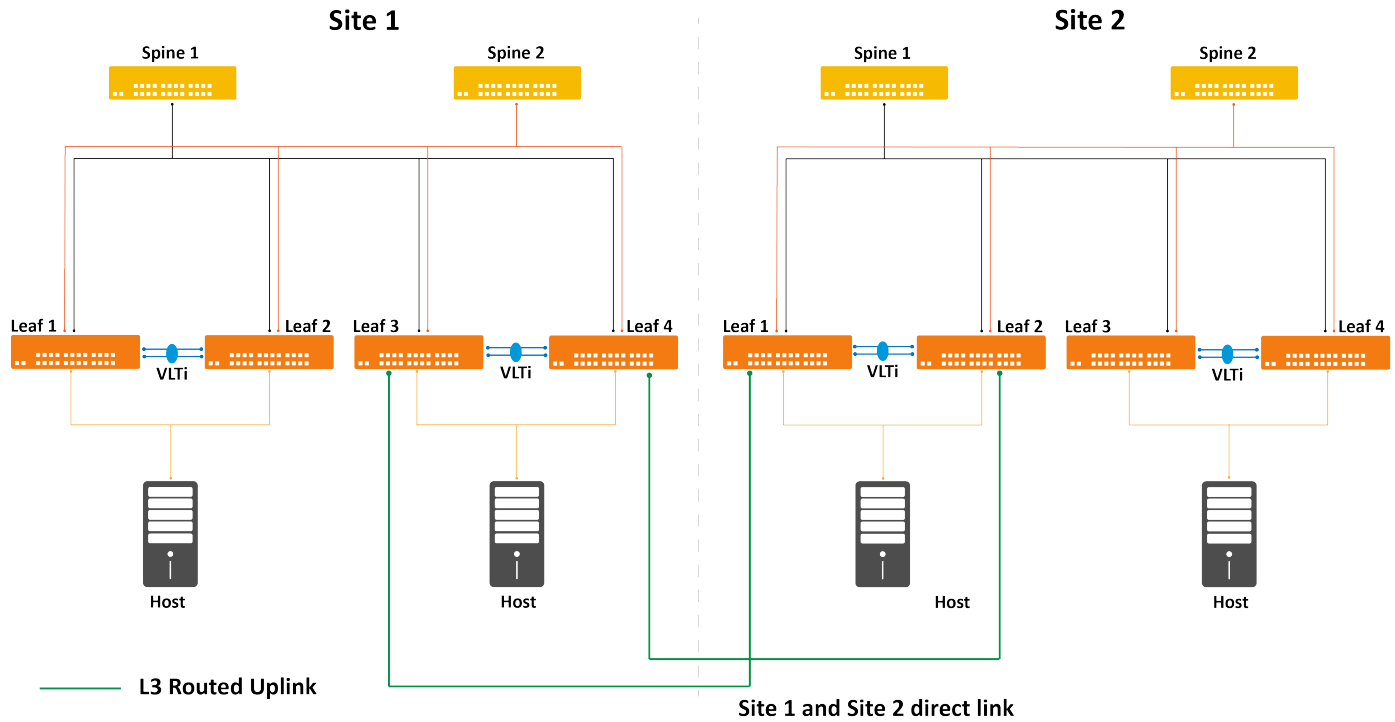 Site 1
Site 2
Spine 1
Spine 2
Spine 1
Spine 2
Leaf 1
Leaf 2
Leaf 3
Leaf 4
Leaf 1
Leaf 2
Leaf 3
Leaf 4
VLTi
VLTi
VLTi
VLTi
Host
Host
Host
Host
L3 Routed Uplink
Site 1 and Site 2 direct link